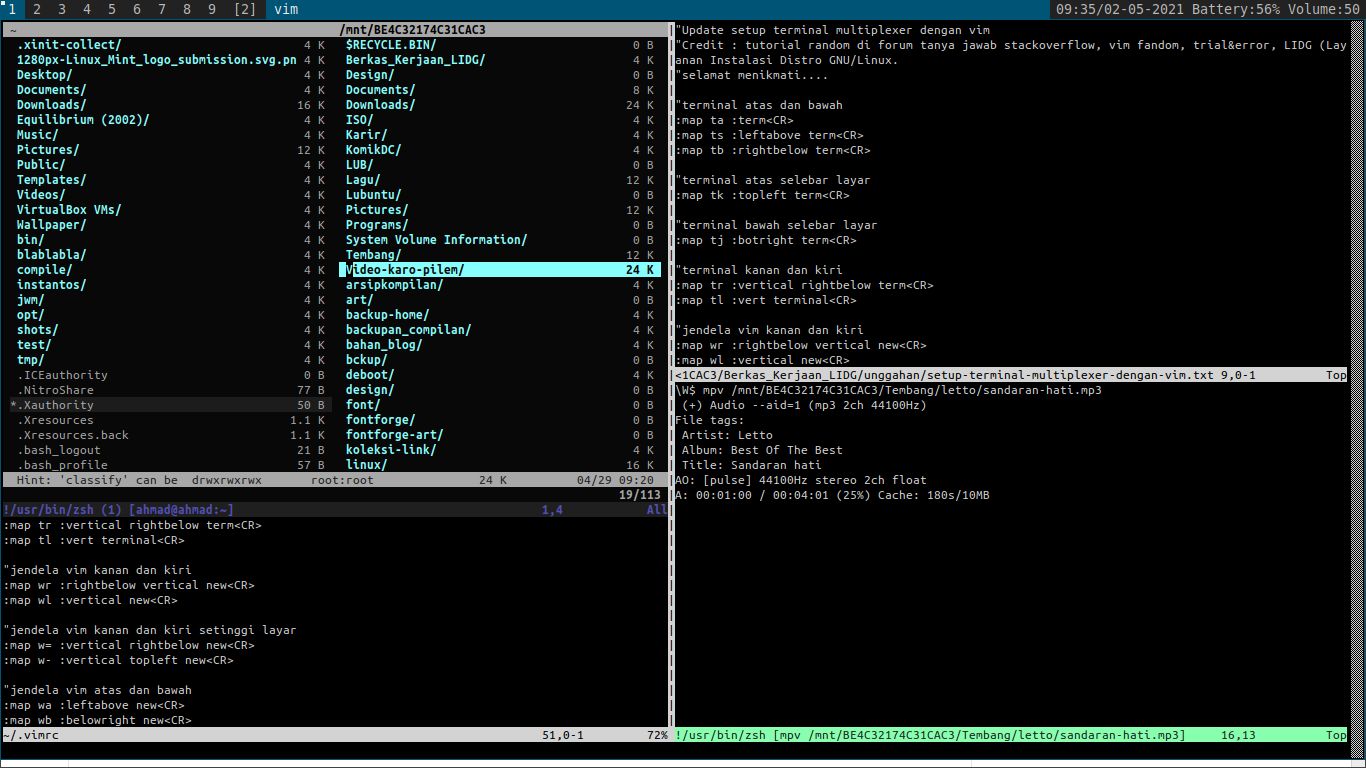 1 2 3 4 5 6 7 8 9 [2] vim 09:35/02-05-2021 Battery:56% Volume:50
~
.xinit-collect/ 4 K
1280px-Linux_Mint_logo_submission.svg.pn 4 K
Desktop/ 4 K
Documents/ 4 K
Downloads/ 16 K
Equilibrium (2002)/ 4 K
Music/ 4 K
Pictures/ 12 K
Public/ 4 K
Templates/ 4 K
Videos/ 4 K
VirtualBox VMs/ 4 K
Wallpaper/ 4 K
bin/ 4 K
blablabla/ 4 K
compile/ 4 K
instantos/ 4 K
jwm/ 4 K
opt/ 4 K
shots/ 4 K
test/ 4 K
tmp/ 4 K
.ICEauthority 0 B
.NitroShare 77 B
*.Xauthority 50 B
.Xresources 1.1 K
.Xresources.back 1.1 K
.bash_logout 21 B
.bash_profile 57 B
/mnt/BE4C32174C31CAC3
$RECYCLE.BIN/ 0 B
Berkas_Kerjaan_LIDG/ 4 K
Design/ 0 B
Documents/ 8 K
Downloads/ 24 K
ISO/ 4 K
Karir/ 4 K
KomikDC/ 4 K
LUB/ 0 B
Lagu/ 12 K
Lubuntu/ 0 B
Pictures/ 12 K
Programs/ 0 B
System Volume Information/ 0 B
Tembang/ 12 K
Video-karo-pilem/ 24 K
arsipkompilan/ 4 K
art/ 0 B
backup-home/ 4 K
backupan_compilan/ 4 K
bahan_blog/ 4 K
bckup/ 0 B
deboot/ 4 K
design/ 0 B
font/ 0 B
fontforge/ 0 B
fontforge-art/ 0 B
koleksi-link/ 4 K
linux/ 16 K
Hint: 'classify' can be drwxrwxrwx root:root 24 K 04/29 09:20
19/113
!/usr/bin/zsh (1) [ahmad@ahmad:~] 1,4 All
:map tr :vertical rightbelow term<CR>
:map tl :vert terminal<CR>
"jendela vim kanan dan kiri
:map wr :rightbelow vertical new<CR>
:map wl :vertical new<CR>
"jendela vim kanan dan kiri setinggi layar
:map w= :vertical rightbelow new<CR>
:map w- :vertical topleft new<CR>
"jendela vim atas dan bawah
:map wa :leftabove new<CR>
:map wb :belowright new<CR>
~/.vimrc 51,0-1 72%
"Update setup terminal multiplexer dengan vim
"Credit : tutorial random di forum tanya jawab stackoverflow, vim fandom, trial&error, LIDG (Lay
anan Instalasi Distro GNU/Linux.
"selamat menikmati....
"terminal atas dan bawah
:map ta :term<CR>
:map ts :leftabove term<CR>
:map tb :rightbelow term<CR>
"terminal atas selebar layar
:map tk :topleft term<CR>
"terminal bawah selebar layar
:map tj :botright term<CR>
"terminal kanan dan kiri
:map tr :vertical rightbelow term<CR>
:map tl :vert terminal<CR>
"jendela vim kanan dan kiri
:map wr :rightbelow vertical new<CR>
:map wl :vertical new<CR>
<1CAC3/Berkas_Kerjaan_LIDG/unggahan/setup-terminal-multiplexer-dengan-vim.txt 9,0-1 Top
\W$ mpv /mnt/BE4C32174C31CAC3/Tembang/letto/sandaran-hati.mp3
(+) Audio --aid=1 (mp3 2ch 44100Hz)
File tags:
Artist: Letto
Album: Best Of The Best
Title: Sandaran hati
AO: [pulse] 44100Hz stereo 2ch float
A: 00:01:00 / 00:04:01 (25%) Cache: 180s/10MB
!/usr/bin/zsh [mpv /mnt/BE4C32174C31CAC3/Tembang/letto/sandaran-hati.mp3] 16,13 Top